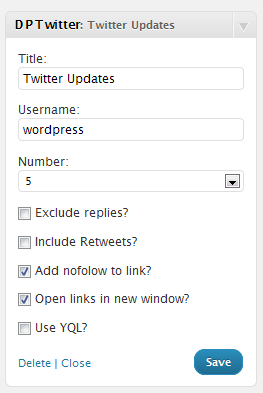 DPTwitter: Twitter Updates
Title:
Twitter Updates
Username:
wordpress
Number:
5
Exclude replies?
Include Retweets?
Add nofolow to link?
Open links in new window?
Use YQL?
Delete | Close Save